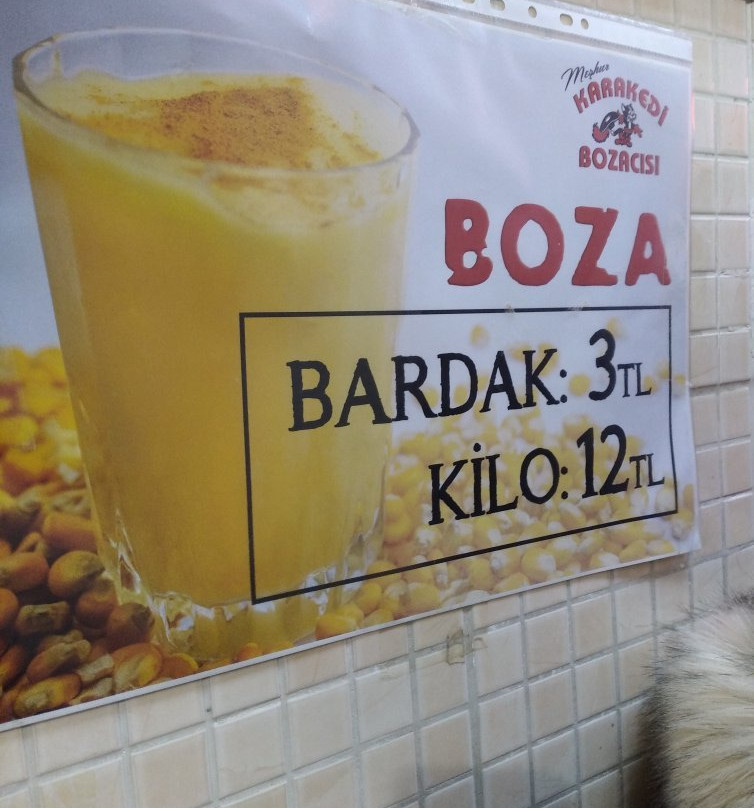 Meşhur
KARAKEDİ
BOZACISI
BOZA
BARDAK: 3TL
KİLO: 12TL